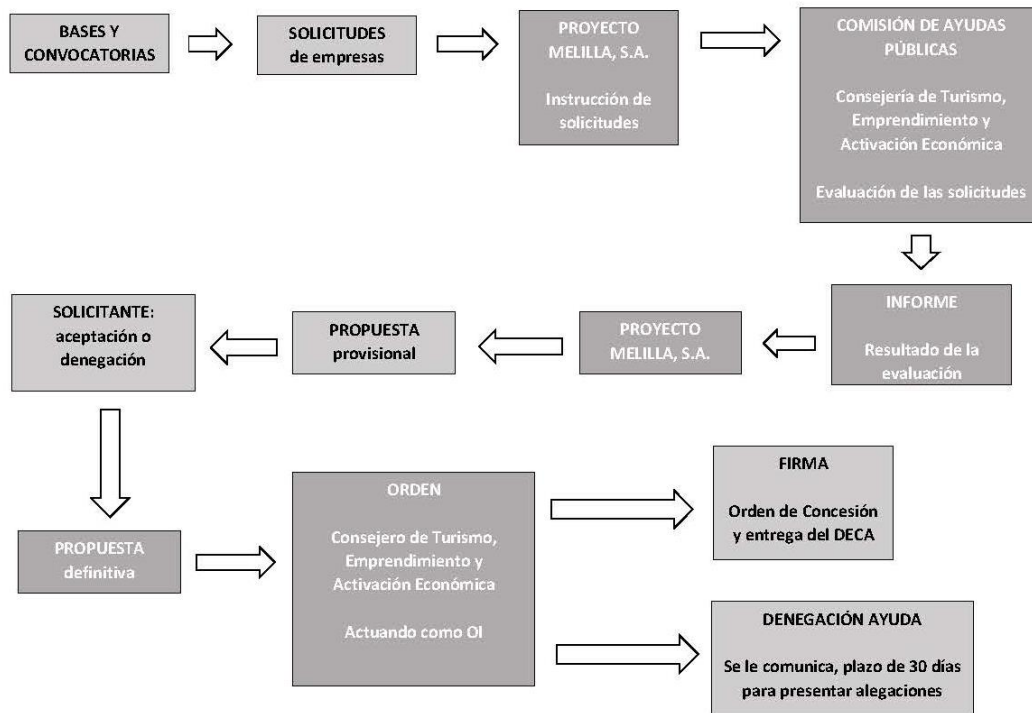 BASES Y
CONVOCATORIAS
SOLICITUDES
de empresas
PROYECTO
MELILLA, S.A.
Instrucción de
solicitudes
COMISIÓN DE AYUDAS
PÚBLICAS
Consejería de Turismo,
Emprendimiento y
Activación Económica
Evaluación de las solicitudes
INFORME
Resultado de la
evaluación
PROYECTO
MELILLA, S.A.
PROPUESTA
provisional
SOLICITANTE:
aceptación o
denegación
PROPUESTA
definitiva
ORDEN
Consejero de Turismo,
Emprendimiento y
Activación Económica
Actuando como OI
FIRMA
Orden de Concesión
y entrega del DECA
DENEGACIÓN AYUDA
Se le comunica, plazo de 30 días
para presentar alegaciones